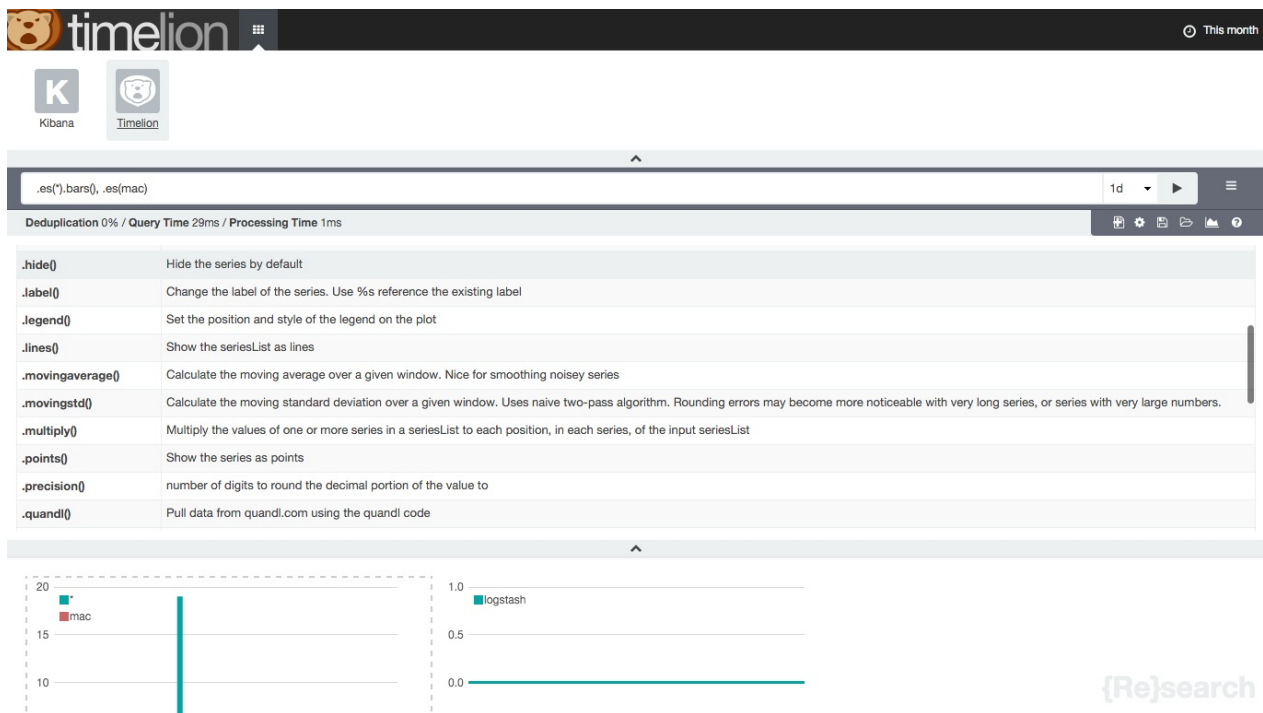 timelion
This month
K
Kibana
Timelion
.es(*).bars(), .es(mac)
1d
Deduplication 0% / Query Time 29ms / Processing Time 1ms
?
.hide() Hide the series by default
.label() Change the label of the series. Use %s reference the existing label
.legend() Set the position and style of the legend on the plot
.lines() Show the seriesList as lines
.movingaverage() Calculate the moving average over a given window. Nice for smoothing noisey series
.movingstd() Calculate the moving standard deviation over a given window. Uses naive two-pass algorithm. Rounding errors may become more noticeable with very long series, or series with very large numbers.
.multiply() Multiply the values of one or more series in a seriesList to each position, in each series, of the input seriesList
.points() Show the series as points
.precision() number of digits to round the decimal portion of the value to
.quandl() Pull data from quandl.com using the quandl code
20
*
mac
15
10
1.0
logstash
0.5
0.0
{Re}search